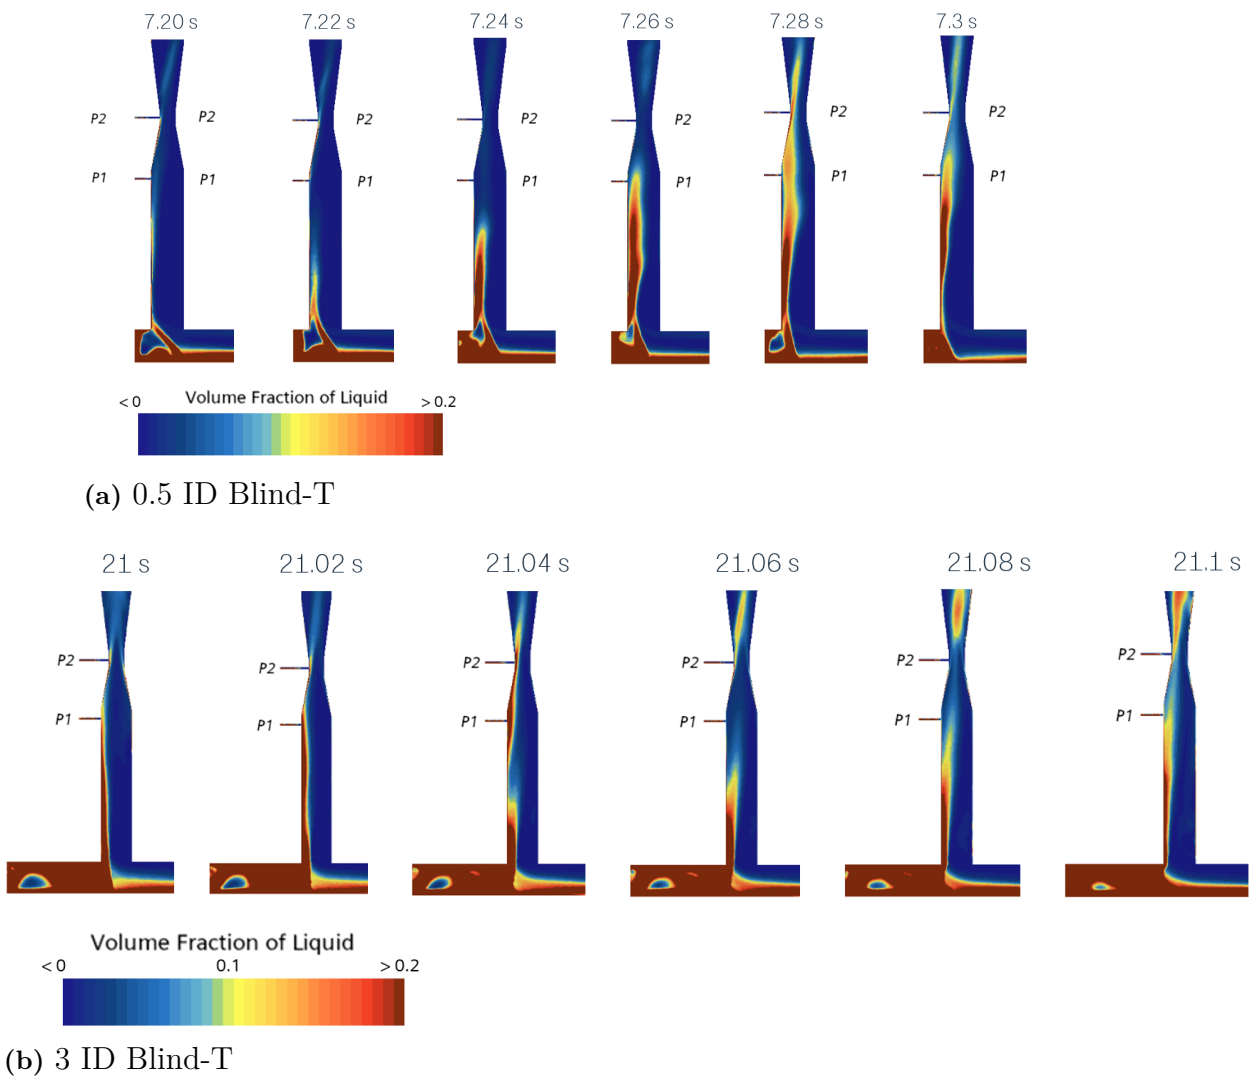 7.20 s 7.22 s 7.24 s 7.26 s 7.28 s 7.3 s
P2 P2 P2 P2 P2 P2 P2
P1 P1 P1 P1 P1 P1 P1
Volume Fraction of Liquid
< 0 > 0.2
(a) 0.5 ID Blind-T
21 s 21.02 s 21.04 s 21.06 s 21.08 s 21.1 s
P2 P2 P2 P2 P2 P2
P1 P1 P1 P1 P1 P1
Volume Fraction of Liquid
< 0 0.1 > 0.2
(b) 3 ID Blind-T